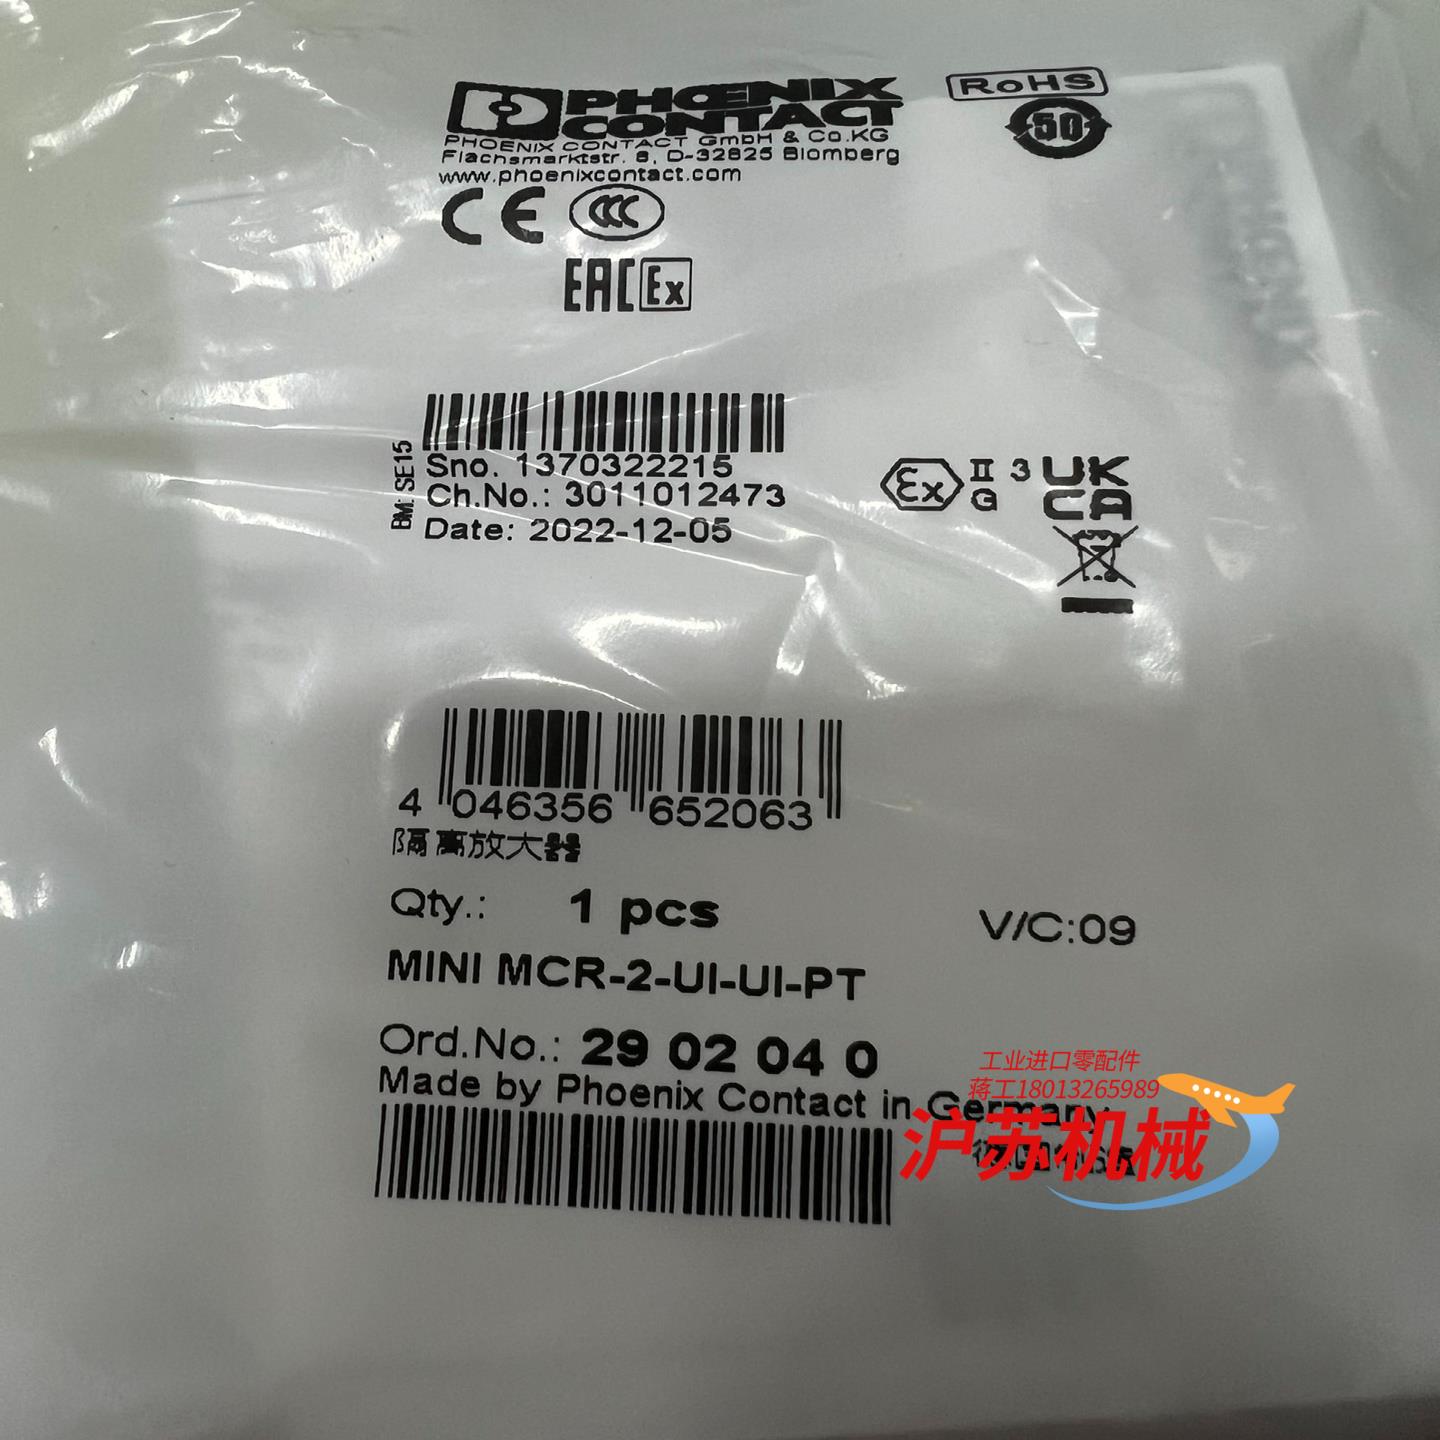 PHOENIX CONTACT
RoHS
50
PHOENIX CONTACT GmbH & Co.KG
Flachsmarktstr. 8, D-32825 Blomberg
www.phoenixcontact.com
CE CCC
EAC Ex
BM: SE15
Sno. 1370322215
Ch.No.: 3011012473
Date: 2022-12-05
Ex II 3 G
UK CA
4 046356 652063
隔离放大器
Qty.: 1 pcs
V/C:09
MINI MCR-2-UI-UI-PT
Ord.No.: 29 02 04 0
Made by Phoenix Contact in Germany
工业进口零配件
蒋工18013265989
沪苏机械